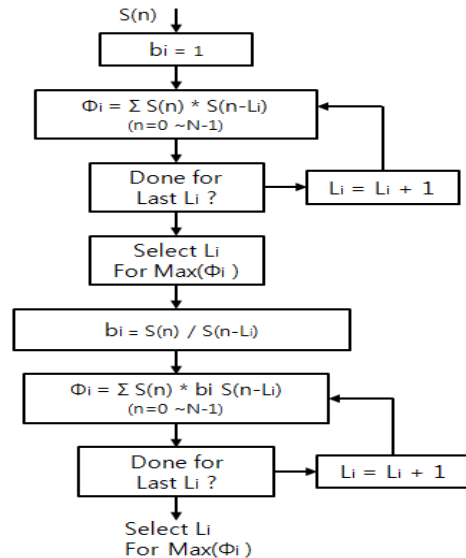 S(n)
bi = 1
Φi = Σ S(n) * S(n-Li)
(n=0 ~N-1)
Done for
Last Li ?
Li = Li + 1
Select Li
For Max(Φi )
bi = S(n) / S(n-Li)
Φi = Σ S(n) * bi S(n-Li)
(n=0 ~N-1)
Done for
Last Li ?
Li = Li + 1
Select Li
For Max(Φi )